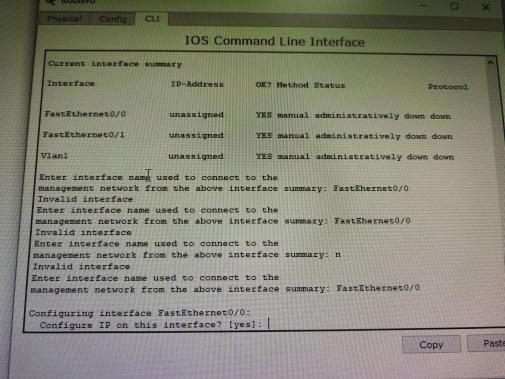 Physical Config CLI
IOS Command Line Interface
Current interface summary
Interface IP-Address OK? Method Status Protocol
FastEthernet0/0 unassigned YES manual administratively down down
FastEthernet0/1 unassigned YES manual administratively down down
Vlan1 unassigned YES manual administratively down down
Enter interface name used to connect to the
management network from the above interface summary: FastEhernet0/0
Invalid interface
Enter interface name used to connect to the
management network from the above interface summary: FastEhernet0/0
Invalid interface
Enter interface name used to connect to the
management network from the above interface summary: n
Invalid interface
Enter interface name used to connect to the
management network from the above interface summary: FastEthernet0/0
Configuring interface FastEthernet0/0:
Configure IP on this interface? [yes]:
Copy Paste